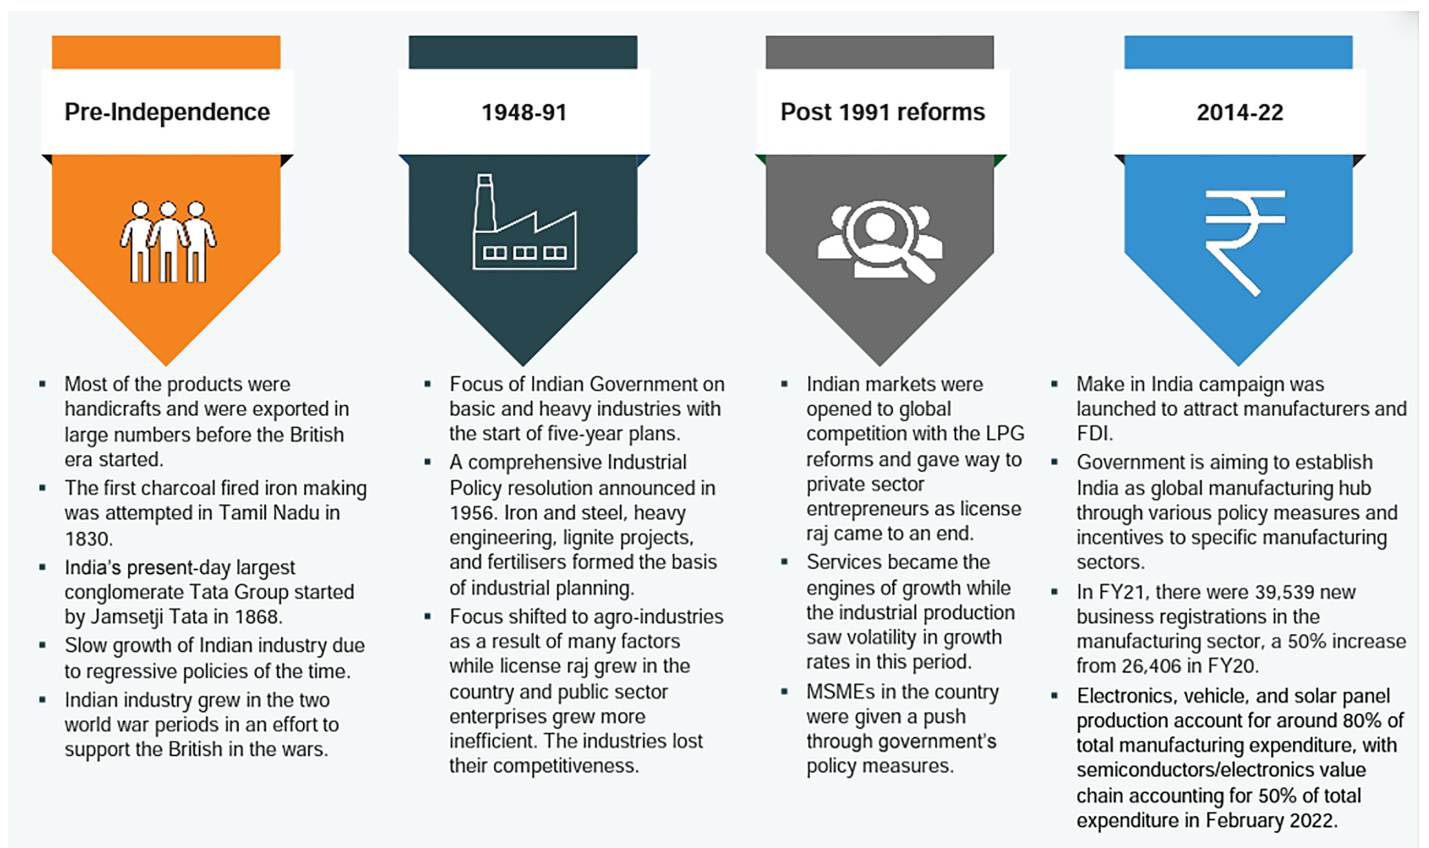 Pre-Independence
▪ Most of the products were
handicrafts and were exported in
large numbers before the British
era started.
▪ The first charcoal fired iron making
was attempted in Tamil Nadu in
1830.
▪ India's present-day largest
conglomerate Tata Group started
by Jamsetji Tata in 1868.
▪ Slow growth of Indian industry due
to regressive policies of the time.
▪ Indian industry grew in the two
world war periods in an effort to
support the British in the wars.
1948-91
▪ Focus of Indian Government on
basic and heavy industries with
the start of five-year plans.
▪ A comprehensive Industrial
Policy resolution announced in
1956. Iron and steel, heavy
engineering, lignite projects,
and fertilisers formed the basis
of industrial planning.
▪ Focus shifted to agro-industries
as a result of many factors
while license raj grew in the
country and public sector
enterprises grew more
inefficient. The industries lost
their competitiveness.
Post 1991 reforms
▪ Indian markets were
opened to global
competition with the LPG
reforms and gave way to
private sector
entrepreneurs as license
raj came to an end.
▪ Services became the
engines of growth while
the industrial production
saw volatility in growth
rates in this period.
▪ MSMEs in the country
were given a push
through government's
policy measures.
2014-22
₹
▪ Make in India campaign was
launched to attract manufacturers and
FDI.
▪ Government is aiming to establish
India as global manufacturing hub
through various policy measures and
incentives to specific manufacturing
sectors.
▪ In FY21, there were 39,539 new
business registrations in the
manufacturing sector, a 50% increase
from 26,406 in FY20.
▪ Electronics, vehicle, and solar panel
production account for around 80% of
total manufacturing expenditure, with
semiconductors/electronics value
chain accounting for 50% of total
expenditure in February 2022.